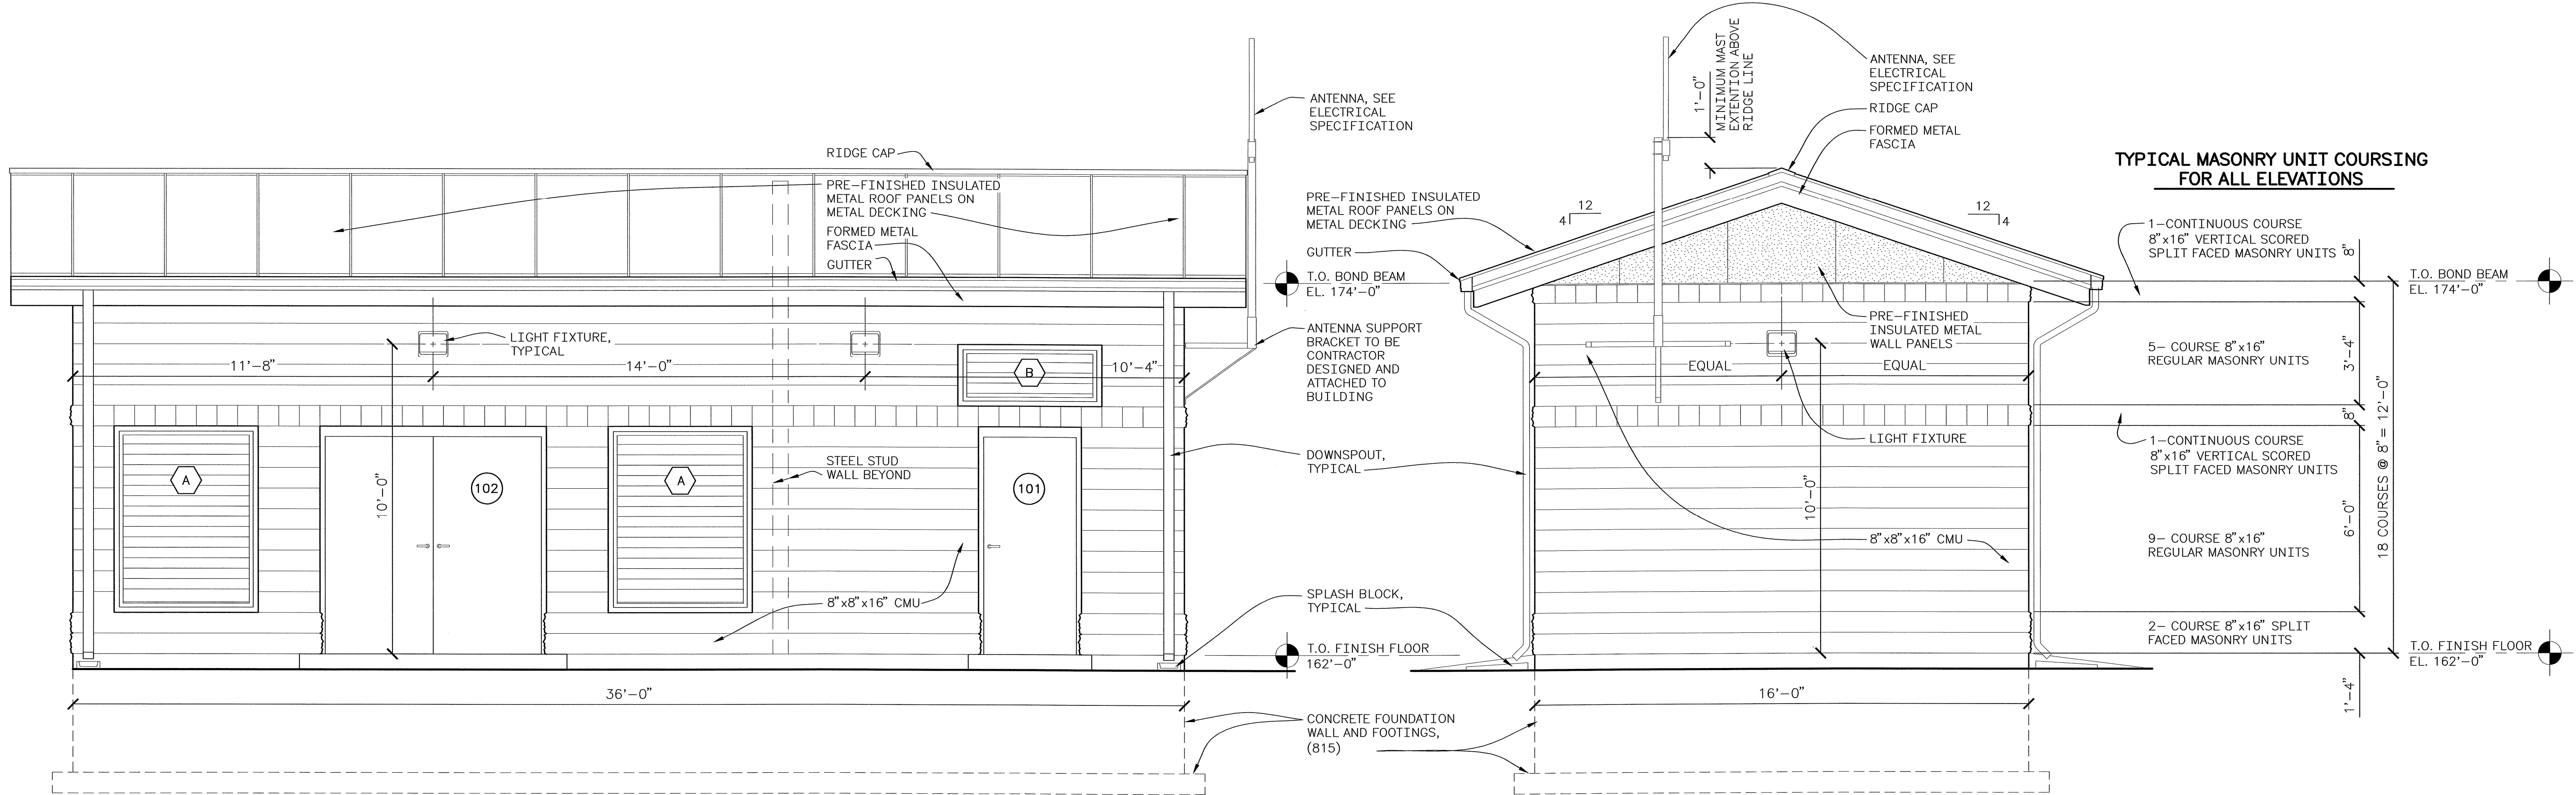 RIDGE CAP
PRE-FINISHED INSULATED
METAL ROOF PANELS ON
METAL DECKING
FORMED METAL
FASCIA
GUTTER
LIGHT FIXTURE,
TYPICAL
11'-8"
14'-0"
10'-4"
B
A
102
A
101
10'-0"
STEEL STUD
WALL BEYOND
8"x8"x16" CMU
36'-0"
ANTENNA, SEE
ELECTRICAL
SPECIFICATION
PRE-FINISHED INSULATED
METAL ROOF PANELS ON
METAL DECKING
GUTTER
T.O. BOND BEAM
EL. 174'-0"
ANTENNA SUPPORT
BRACKET TO BE
CONTRACTOR
DESIGNED AND
ATTACHED TO
BUILDING
DOWNSPOUT,
TYPICAL
SPLASH BLOCK,
TYPICAL
T.O. FINISH FLOOR
162'-0"
CONCRETE FOUNDATION
WALL AND FOOTINGS,
(815)
1'-0"
MINIMUM MAST
EXTENTION ABOVE
RIDGE LINE
ANTENNA, SEE
ELECTRICAL
SPECIFICATION
RIDGE CAP
FORMED METAL
FASCIA
12
4
12
4
PRE-FINISHED
INSULATED METAL
WALL PANELS
EQUAL
EQUAL
LIGHT FIXTURE
10'-0"
8"x8"x16" CMU
16'-0"
TYPICAL MASONRY UNIT COURSING
FOR ALL ELEVATIONS
1-CONTINUOUS COURSE
8"x16" VERTICAL SCORED
SPLIT FACED MASONRY UNITS
8"
5- COURSE 8"x16"
REGULAR MASONRY UNITS
3'-4"
8"
1-CONTINUOUS COURSE
8"x16" VERTICAL SCORED
SPLIT FACED MASONRY UNITS
9- COURSE 8"x16"
REGULAR MASONRY UNITS
6'-0"
2- COURSE 8"x16" SPLIT
FACED MASONRY UNITS
1'-4"
18 COURSES @ 8" = 12'-0"
T.O. BOND BEAM
EL. 174'-0"
T.O. FINISH FLOOR
EL. 162'-0"